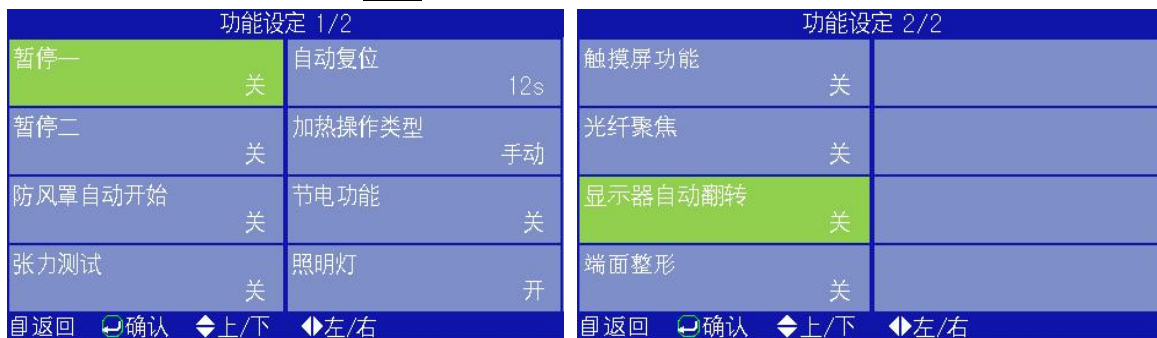 功能设定 1/2
暂停一
关
自动复位
12s
暂停二
关
加热操作类型
手动
防风罩自动开始
关
节电功能
关
张力测试
关
照明灯
开
返回 确认 上/下 左/右
功能设定 2/2
触摸屏功能
关
光纤聚焦
关
显示器自动翻转
关
端面整形
关
返回 确认 上/下 左/右